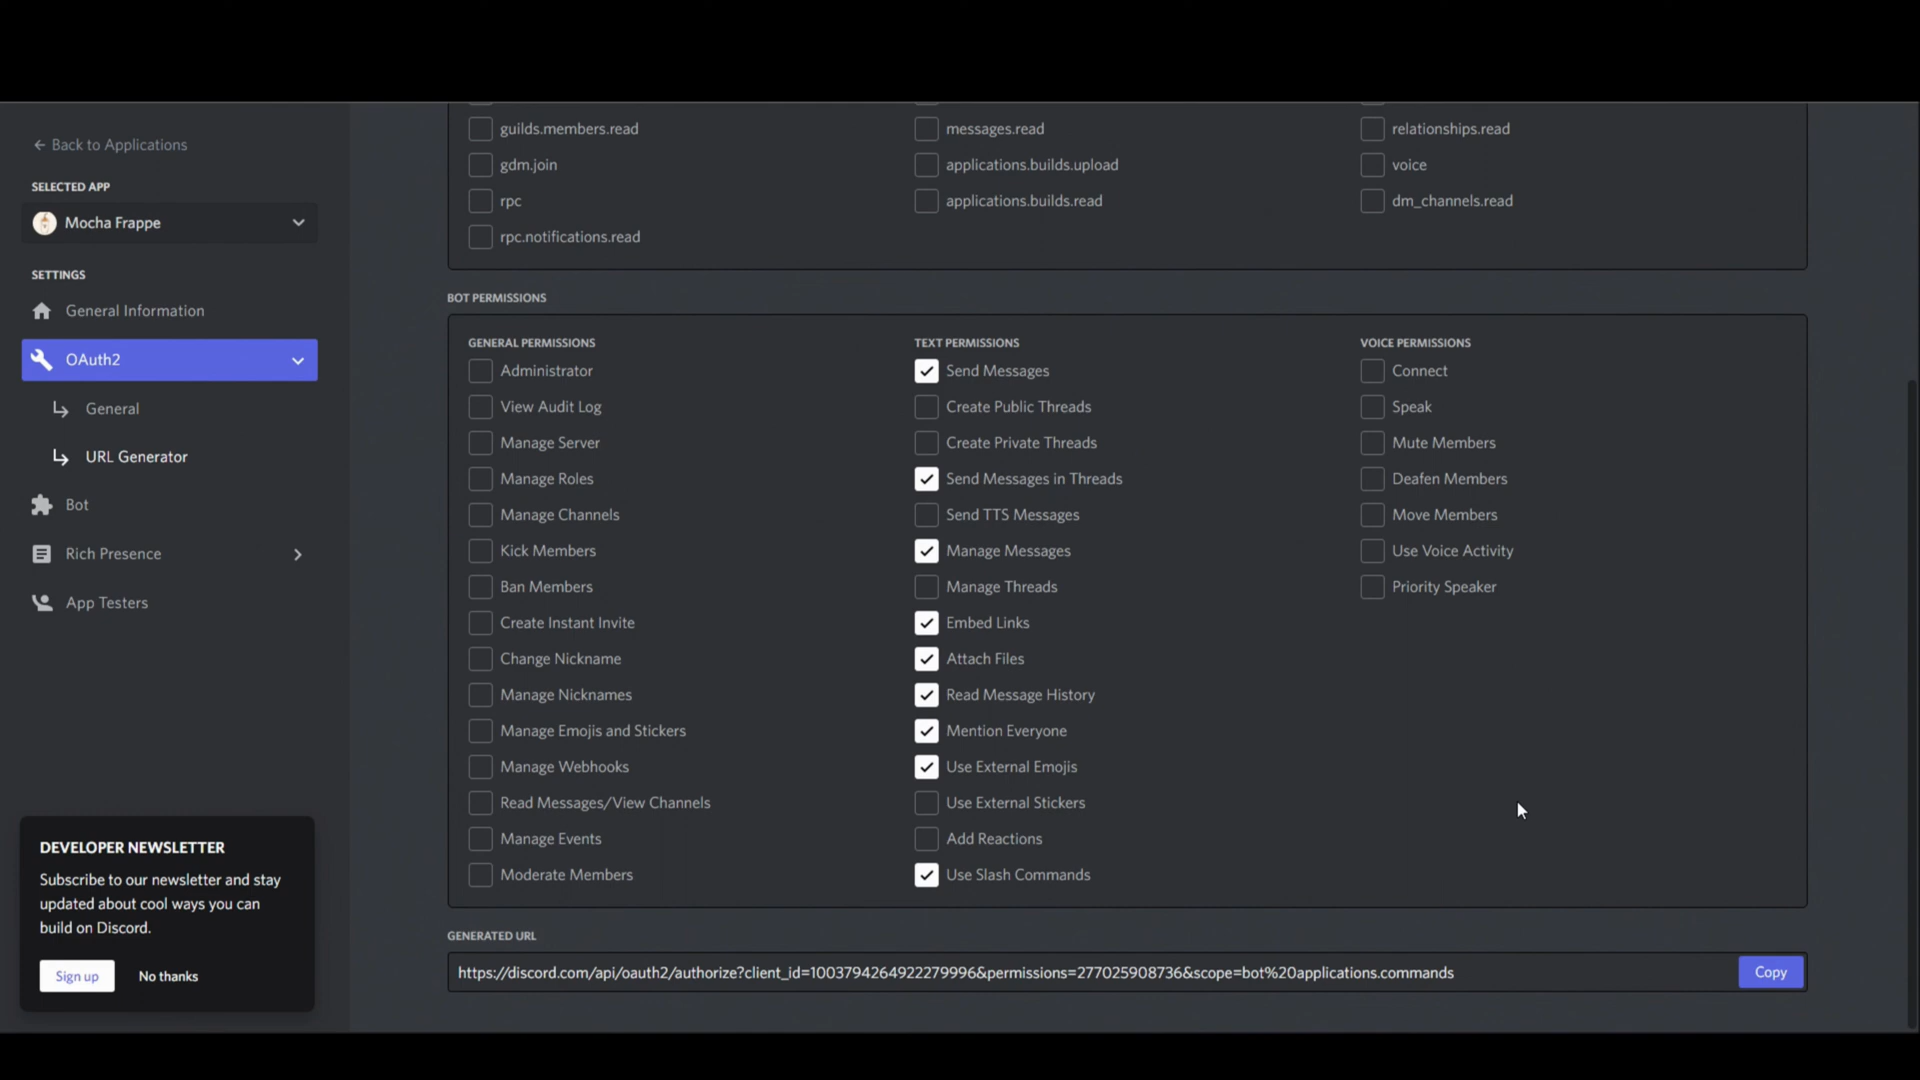 Back to Applications
SELECTED APP
Mocha Frappe
SETTINGS
General Information
OAuth2
General
URL Generator
Bot
Rich Presence
App Testers
DEVELOPER NEWSLETTER
Subscribe to our newsletter and stay
updated about cool ways you can
build on Discord.
Sign up
No thanks
guilds.members.read
messages.read
relationships.read
gdm.join
applications.builds.upload
voice
rpc
applications.builds.read
dm_channels.read
rpc.notifications.read
BOT PERMISSIONS
GENERAL PERMISSIONS
Administrator
View Audit Log
Manage Server
Manage Roles
Manage Channels
Kick Members
Ban Members
Create Instant Invite
Change Nickname
Manage Nicknames
Manage Emojis and Stickers
Manage Webhooks
Read Messages/View Channels
Manage Events
Moderate Members
TEXT PERMISSIONS
Send Messages
Create Public Threads
Create Private Threads
Send Messages in Threads
Send TTS Messages
Manage Messages
Manage Threads
Embed Links
Attach Files
Read Message History
Mention Everyone
Use External Emojis
Use External Stickers
Add Reactions
Use Slash Commands
VOICE PERMISSIONS
Connect
Speak
Mute Members
Deafen Members
Move Members
Use Voice Activity
Priority Speaker
GENERATED URL
https://discord.com/api/oauth2/authorize?client_id=1003794264922279996&permissions=277025908736&scope=bot%20applications.commands
Copy